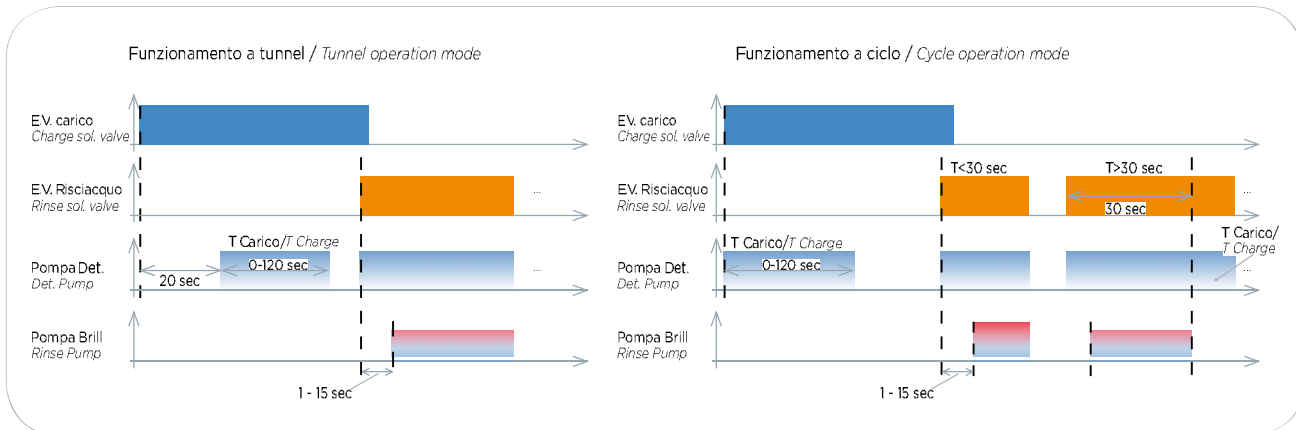 Funzionamento a tunnel / Tunnel operation mode
E.V. carico
Charge sol. valve
E.V. Risciacquo
Rinse sol. valve
...
T Carico/T Charge
0-120 sec
20 sec
Pompa Det.
Det. Pump
...
Pompa Brill
Rinse Pump
1 - 15 sec
Funzionamento a ciclo / Cycle operation mode
E.V. carico
Charge sol. valve
T<30 sec
T>30 sec
E.V. Risciacquo
Rinse sol. valve
30 sec
...
T Carico/T Charge
0-120 sec
T Carico/
T Charge
Pompa Det.
Det. Pump
...
Pompa Brill
Rinse Pump
1 - 15 sec